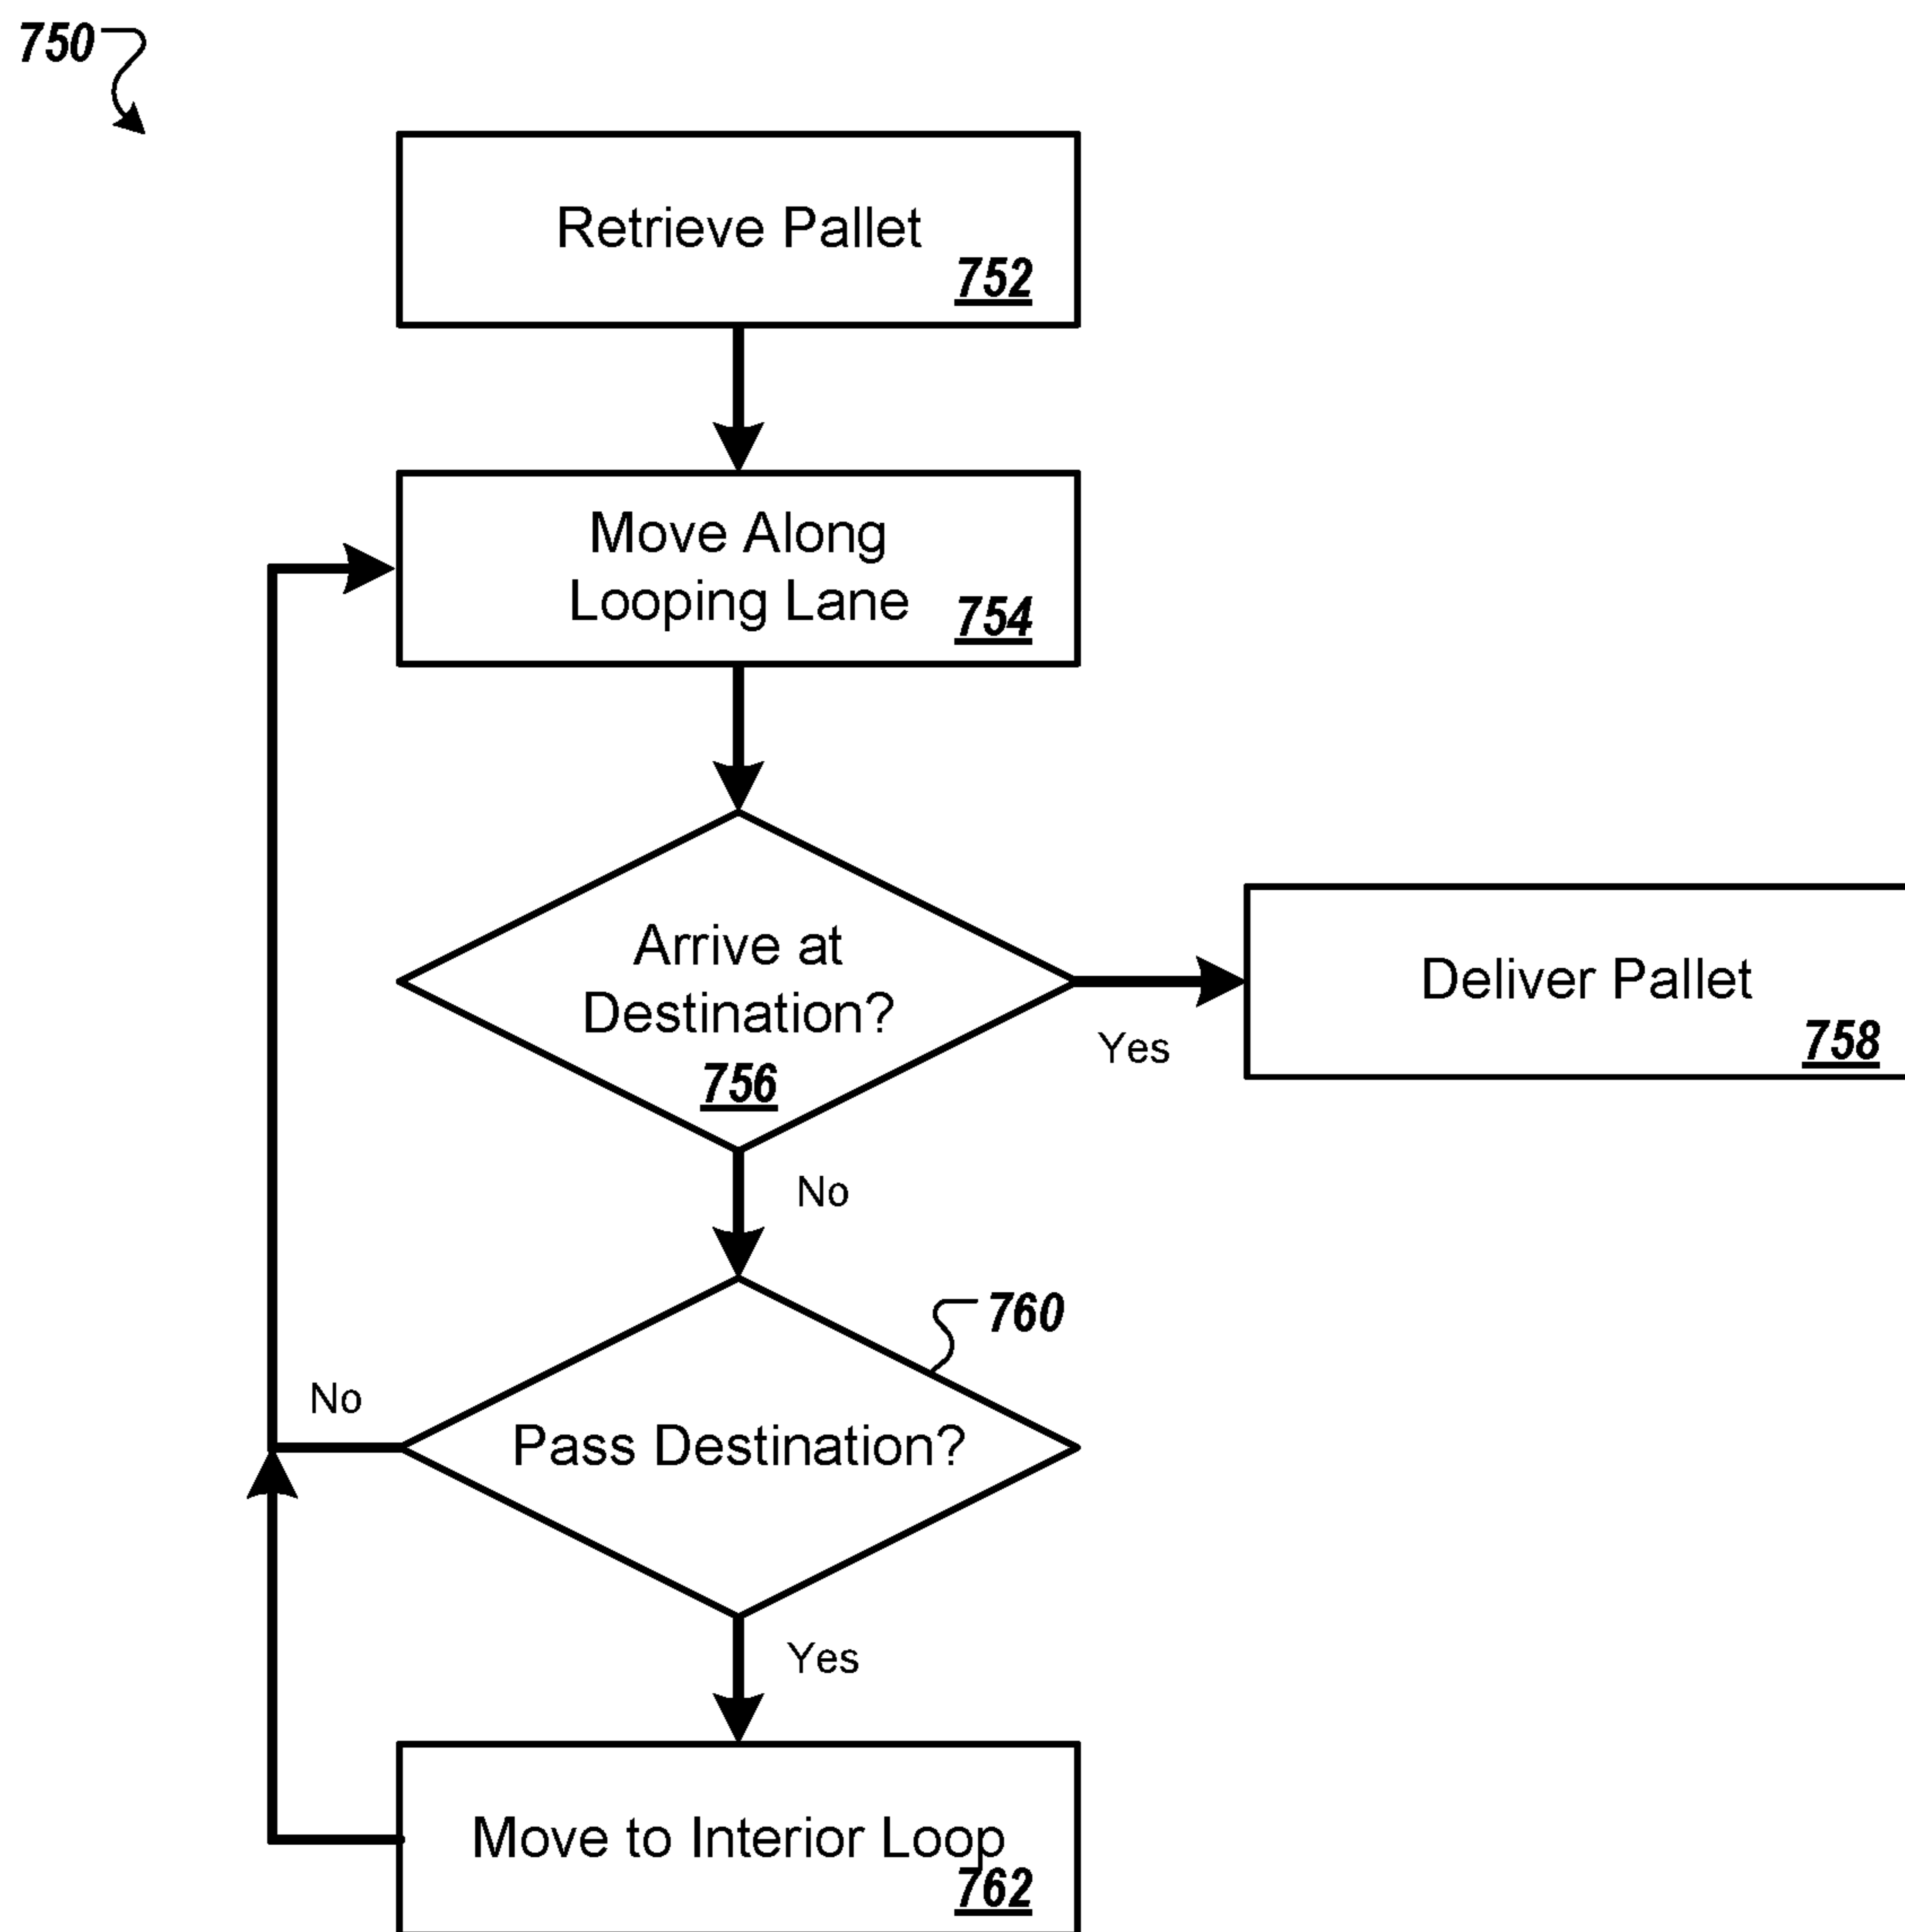 750
Retrieve Pallet
752
Move Along
Looping Lane
754
Arrive at
Destination?
756
Yes
Deliver Pallet
758
No
760
No
Pass Destination?
Yes
Move to Interior Loop
762